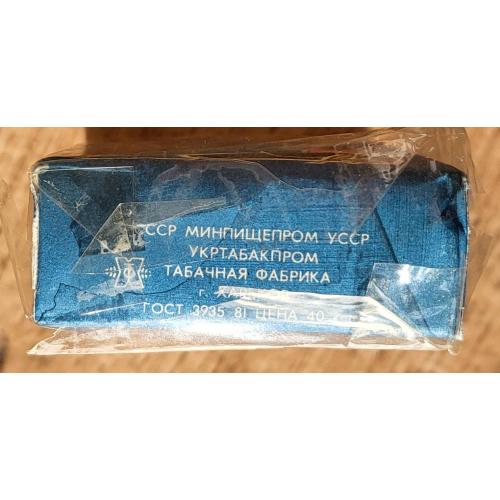 ССР МИНПИЩЕПРОМ УССР
УКРТАБАКПРОМ
ТАБАЧНАЯ ФАБРИКА
г.
ГОСТ 3935 81 ЦЕНА 40